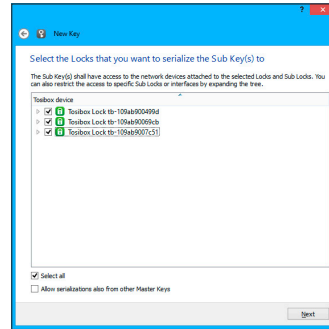 New Key
Select the Locks that you want to serialize the Sub Key(s) to
The Sub Key(s) shall have access to the network devices attached to the selected Locks and Sub Locks. You
can also restrict the access to specific Sub Locks or interfaces by expanding the tree.
Tosibox device
Tosibox Lock tb-109ab900499d
Tosibox Lock tb-109ab90069cb
Tosibox Lock tb-109ab9007c51
Select all
Allow serializations also from other Master Keys
Next